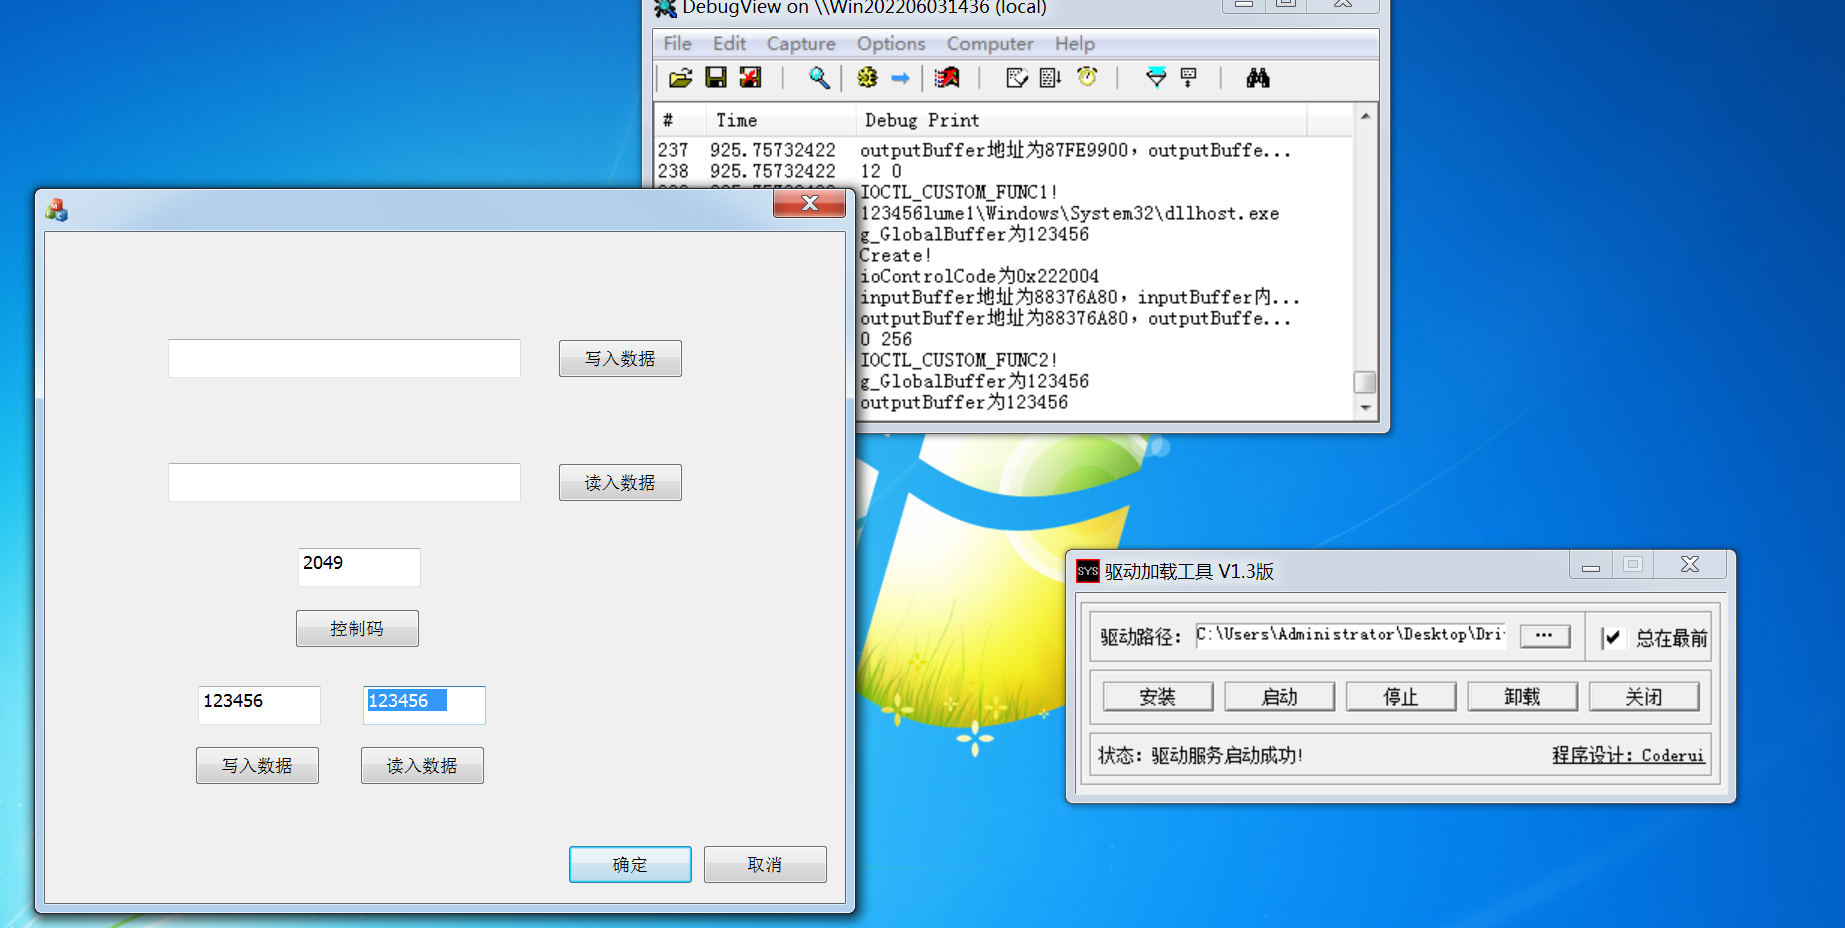 DebugView on \\Win202206031436 (local)
File Edit Capture Options Computer Help
# Time Debug Print
237 925.75732422 outputBuffer地址为87FE9900，outputBuffe...
238 925.75732422 12 0
IOCTL_CUSTOM_FUNC1!
123456lume1\Windows\System32\dllhost.exe
g_GlobalBuffer为123456
Create!
ioControlCode为0x222004
inputBuffer地址为88376A80，inputBuffer内...
outputBuffer地址为88376A80，outputBuffe...
0 256
IOCTL_CUSTOM_FUNC2!
g_GlobalBuffer为123456
outputBuffer为123456
写入数据
读入数据
2049
控制码
123456 123456
写入数据 读入数据
确定 取消
SYS 驱动加载工具 V1.3版
驱动路径： C:\Users\Administrator\Desktop\Dri ... 总在最前
安装 启动 停止 卸载 关闭
状态：驱动服务启动成功! 程序设计：Coderui